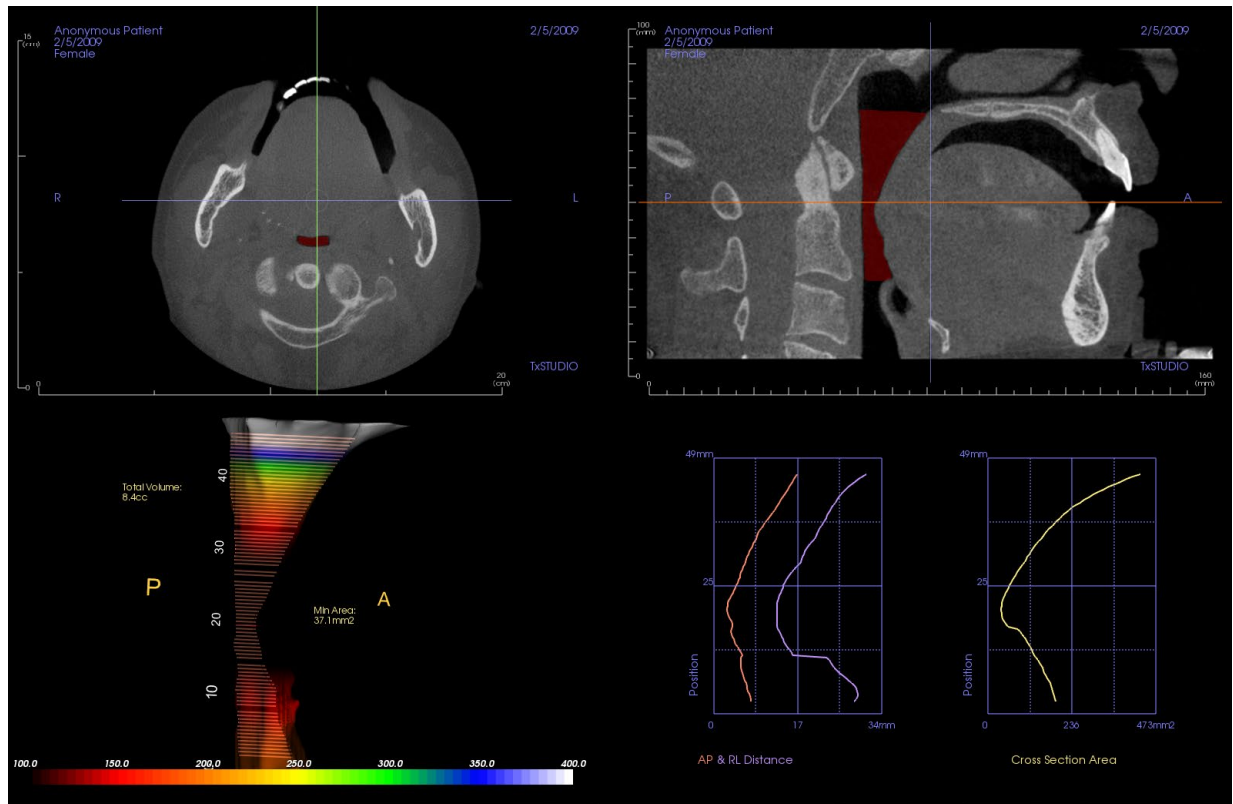 Anonymous Patient
2/5/2009
Female
2/5/2009
15
(cm)
R
L
TxSTUDIO
0
20
(cm)
Anonymous Patient
2/5/2009
Female
2/5/2009
100
(mm)
P
A
TxSTUDIO
0
0
160
(mm)
Total Volume:
8.4cc
40
30
20
10
P
A
Min Area:
37.1mm2
100.0
150.0
200.0
250.0
300.0
350.0
400.0
49mm
25
Position
0
17
34mm
AP & RL Distance
49mm
25
Position
0
236
473mm2
Cross Section Area